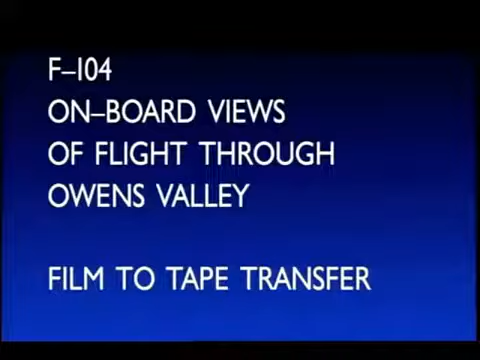 F–104
ON–BOARD VIEWS
OF FLIGHT THROUGH
OWENS VALLEY
FILM TO TAPE TRANSFER